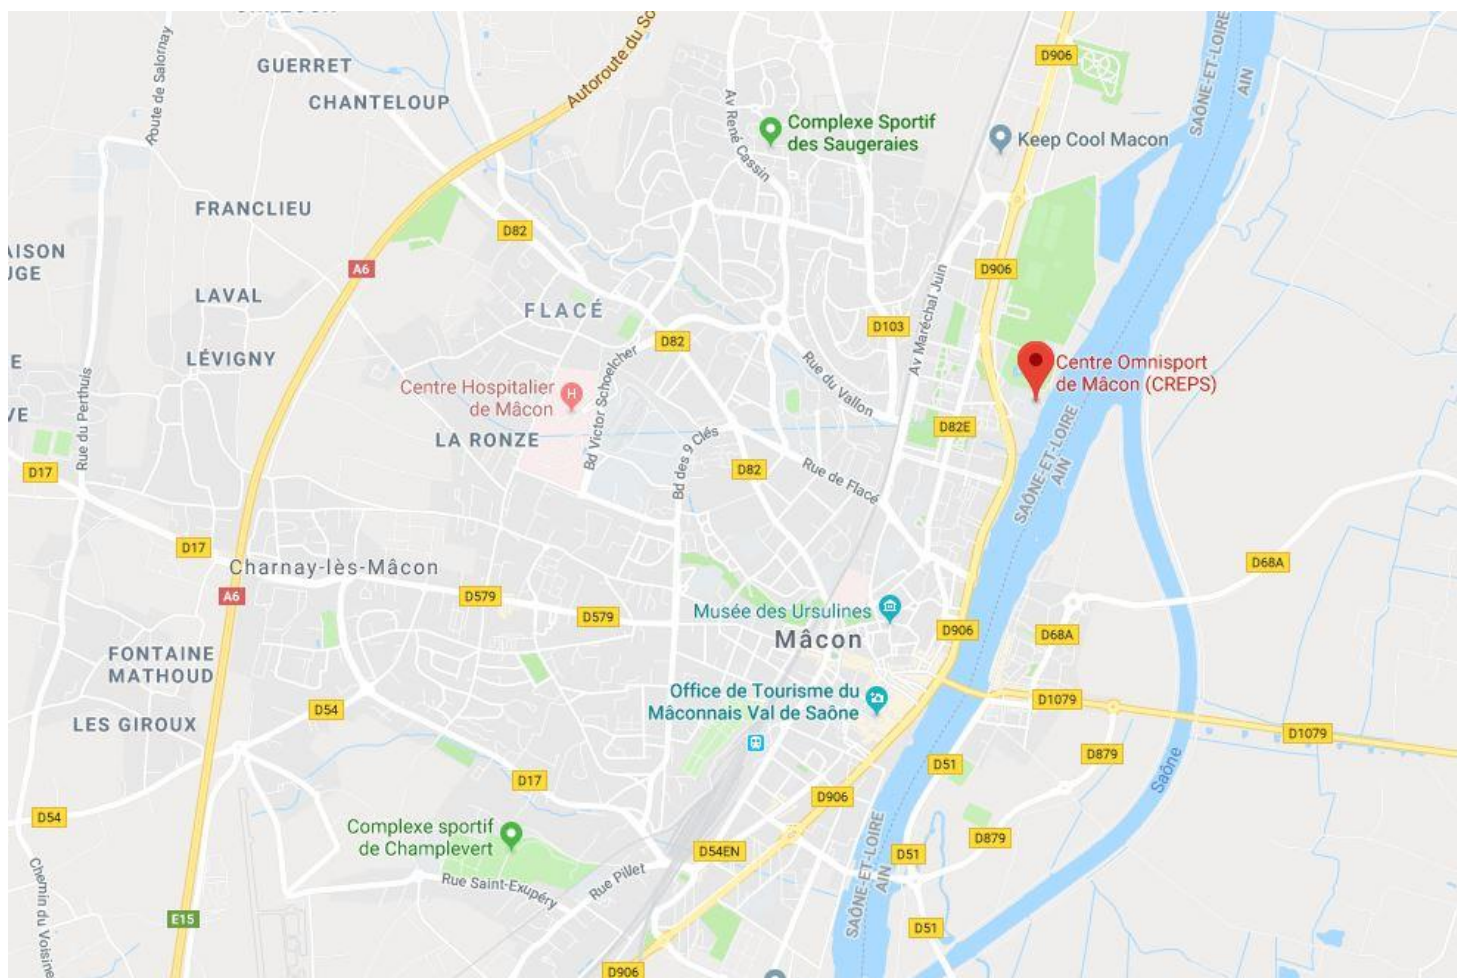 GUERRET
CHANTELOUP
Autoroute du So
Route de Salornay
D906
SAÔNE-ET-LOIRE
AIN
Av René Cassin
Complexe Sportif
des Saugeraies
Keep Cool Macon
FRANCLIEU
D82
AISON
UGE
A6
D906
LAVAL
FLACÉ
Av Maréchal Juin
D103
LÉVIGNY
D82
Rue du Vallon
Centre Omnisport
de Mâcon (CREPS)
E
VE
Rue du Perthuis
Centre Hospitalier
de Mâcon
H
Bd Victor Schoelcher
LA RONZE
D82E
Bd des 9 Clés
D82
Rue de Flacé
SAÔNE-ET-LOIRE
AIN
D17
D17
Charnay-lès-Mâcon
D68A
A6
D579
D579
Musée des Ursulines
Mâcon
D906
D68A
FONTAINE
MATHOUD
Office de Tourisme du
Mâconnais Val de Saône
D1079
LES GIROUX
D54
D1079
D879
D51
Saône
D17
D906
D54
Complexe sportif
de Champlevert
D879
D54EN
D51
SAÔNE-ET-LOIRE
AIN
Rue Saint-Exupéry
Rue Pillet
Chemin du Voisine
E15
D51
D906